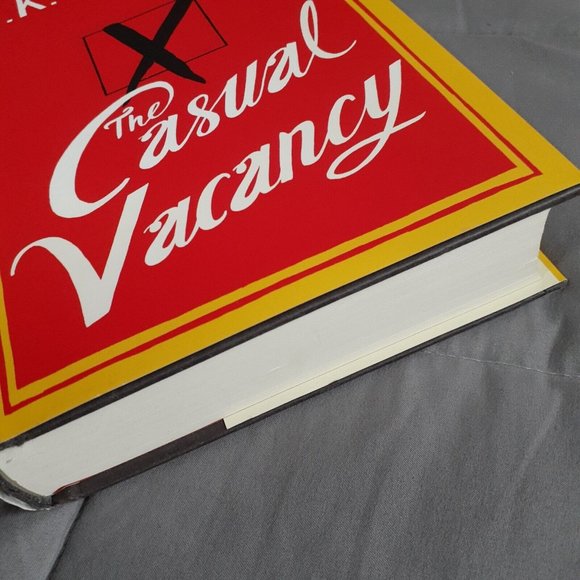 .K.
The
Casual
Vacancy